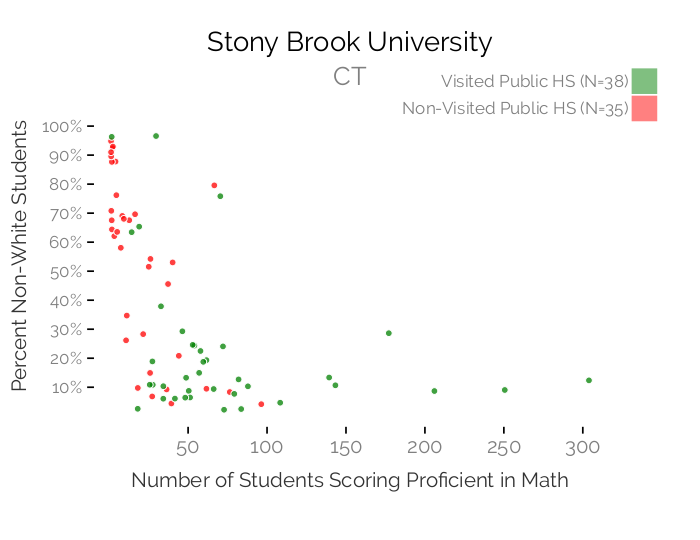 Stony Brook University
CT
Visited Public HS (N=38)
Non-Visited Public HS (N=35)
Percent Non-White Students
100%
90%
80%
70%
60%
50%
40%
30%
20%
10%
50 100 150 200 250 300
Number of Students Scoring Proficient in Math